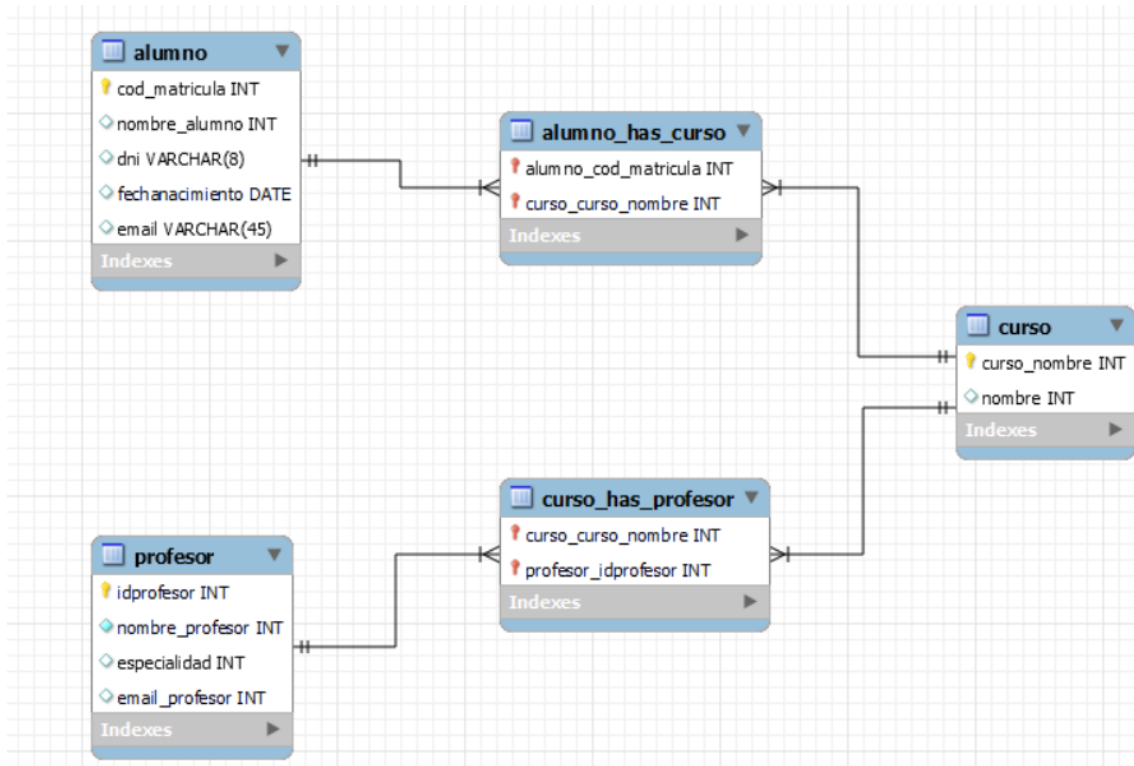 alumno
cod_matricula INT
nombre_alumno INT
dni VARCHAR(8)
fechanacimiento DATE
email VARCHAR(45)
Indexes
alumno_has_curso
alumno_cod_matricula INT
curso_curso_nombre INT
Indexes
curso
curso_nombre INT
nombre INT
Indexes
curso_has_profesor
curso_curso_nombre INT
profesor_idprofesor INT
Indexes
profesor
idprofesor INT
nombre_profesor INT
especialidad INT
email_profesor INT
Indexes